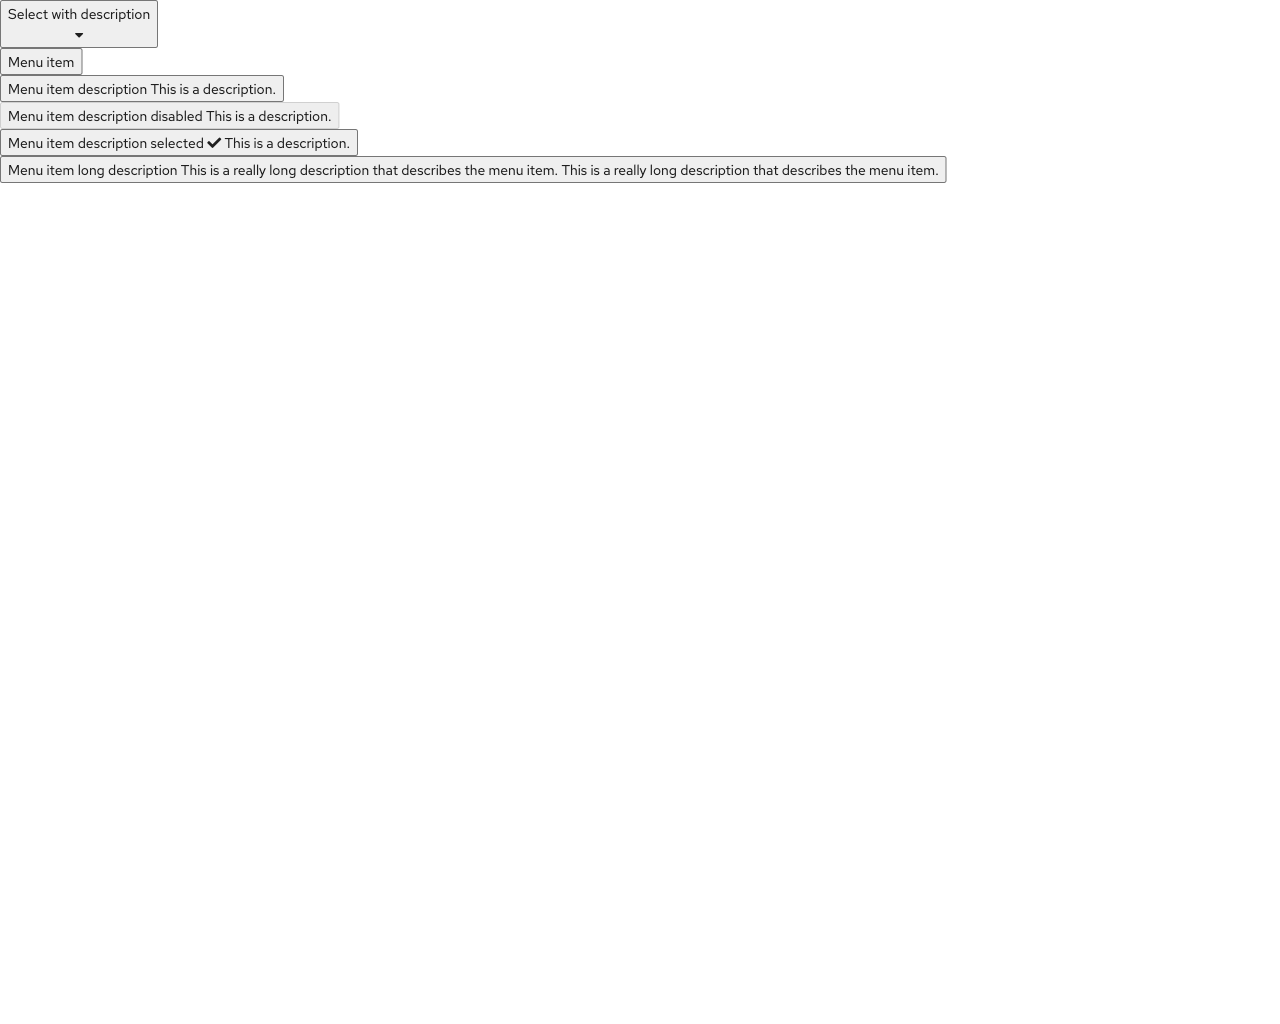 Select with description
Menu item
Menu item description This is a description.
Menu item description disabled This is a description.
Menu item description selected This is a description.
Menu item long description This is a really long description that describes the menu item. This is a really long description that describes the menu item.